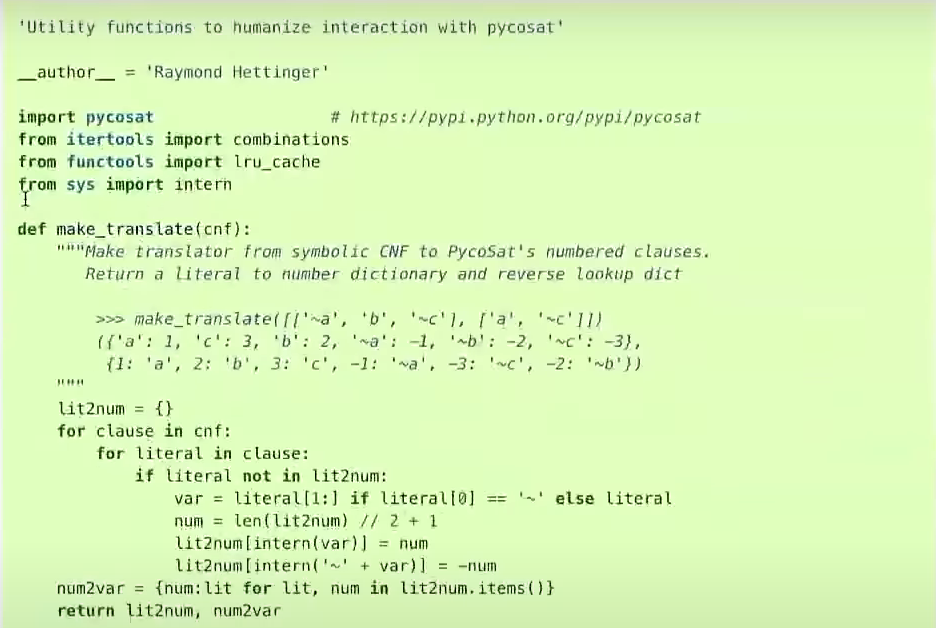 'Utility functions to humanize interaction with pycosat'

__author__ = 'Raymond Hettinger'

import pycosat                  # https://pypi.python.org/pypi/pycosat
from itertools import combinations
from functools import lru_cache
from sys import intern

def make_translate(cnf):
    """Make translator from symbolic CNF to PycoSat's numbered clauses.
       Return a literal to number dictionary and reverse lookup dict

        >>> make_translate([['~a', 'b', '~c'], ['a', '~c']])
        ({'a': 1, 'c': 3, 'b': 2, '~a': -1, '~b': -2, '~c': -3},
         {1: 'a', 2: 'b', 3: 'c', -1: '~a', -3: '~c', -2: '~b'})
    """
    lit2num = {}
    for clause in cnf:
        for literal in clause:
            if literal not in lit2num:
                var = literal[1:] if literal[0] == '~' else literal
                num = len(lit2num) // 2 + 1
                lit2num[intern(var)] = num
                lit2num[intern('~' + var)] = -num
    num2var = {num:lit for lit, num in lit2num.items()}
    return lit2num, num2var